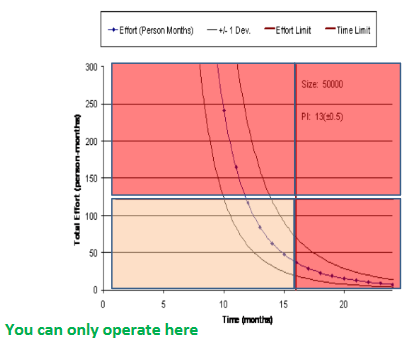 Effort (Person Months) +/- 1 Dev. Effort Limit Time Limit
Size: 50000
PI: 13(±0.5)
Total Effort (person-months)
300
250
200
150
100
50
0
0 5 10 15 20
Time (months)
You can only operate here